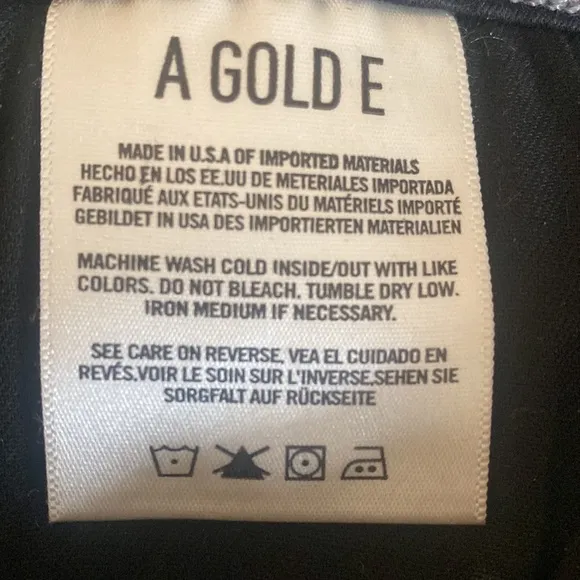 A GOLD E
MADE IN U.S.A OF IMPORTED MATERIALS
HECHO EN LOS EE.UU DE METERIALES IMPORTADA
FABRIQUÉ AUX ETATS-UNIS DU MATÉRIELS IMPORTÉ
GEBILDET IN USA DES IMPORTIERTEN MATERIALIEN
MACHINE WASH COLD INSIDE/OUT WITH LIKE
COLORS. DO NOT BLEACH. TUMBLE DRY LOW.
IRON MEDIUM IF NECESSARY.
SEE CARE ON REVERSE, VEA EL CUIDADO EN
REVÉS.VOIR LE SOIN SUR L'INVERSE,SEHEN SIE
SORGFALT AUF RÜCKSEITE